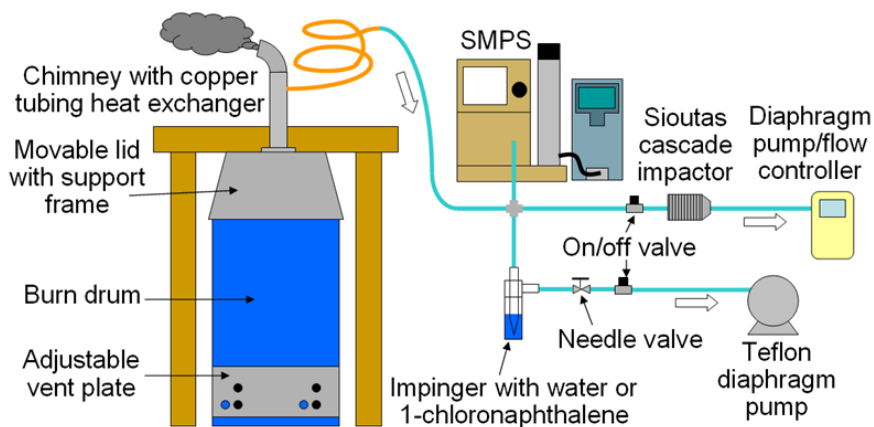 Chimney with copper
tubing heat exchanger
Movable lid
with support
frame
Burn drum
Adjustable
vent plate
SMPS
Sioutas
cascade
impactor
Diaphragm
pump/flow
controller
On/off valve
Needle valve
Impinger with water or
1-chloronaphthalene
Teflon
diaphragm
pump